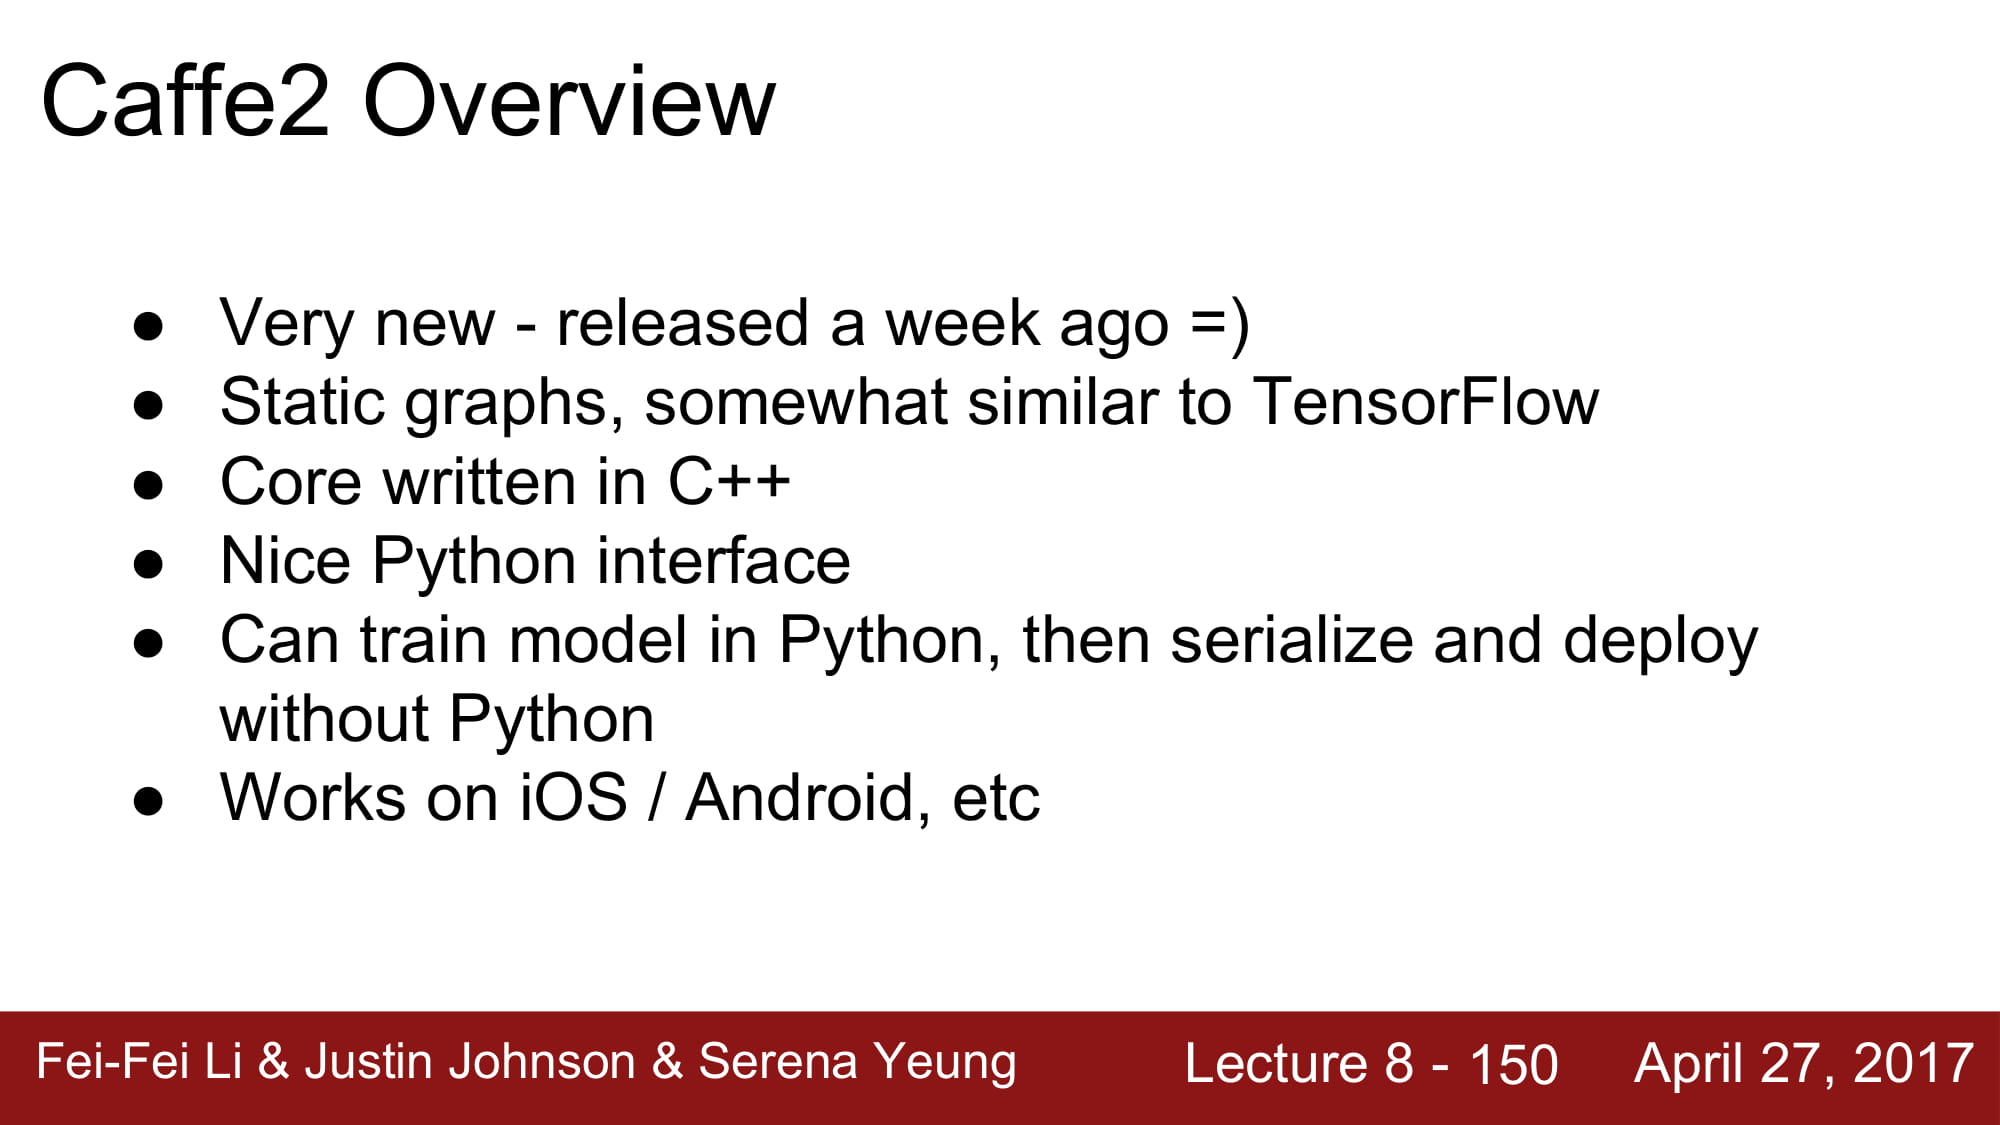 Caffe2 Overview
● Very new - released a week ago =)
● Static graphs, somewhat similar to TensorFlow
● Core written in C++
● Nice Python interface
● Can train model in Python, then serialize and deploy
without Python
● Works on iOS / Android, etc
Fei-Fei Li & Justin Johnson & Serena Yeung Lecture 8 - 150 April 27, 2017